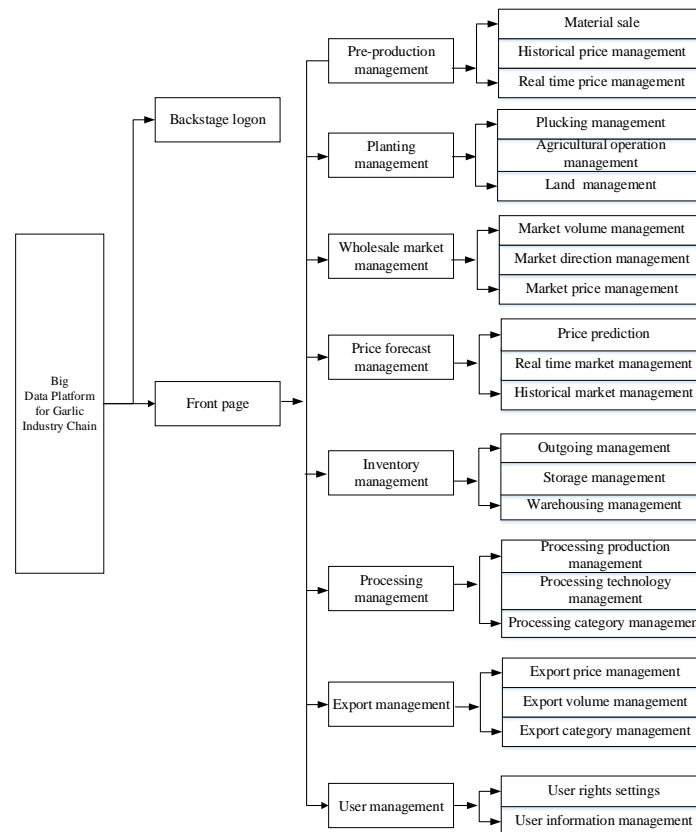 Big
Data Platform
for Garlic
Industry Chain
Backstage logon
Front page
Pre-production
management
Material sale
Historical price management
Real time price management
Planting
management
Plucking management
Agricultural operation
management
Land management
Wholesale market
management
Market volume management
Market direction management
Market price management
Price forecast
management
Price prediction
Real time market management
Historical market management
Inventory
management
Outgoing management
Storage management
Warehousing management
Processing
management
Processing production
management
Processing technology
management
Processing category management
Export management
Export price management
Export volume management
Export category management
User management
User rights settings
User information management